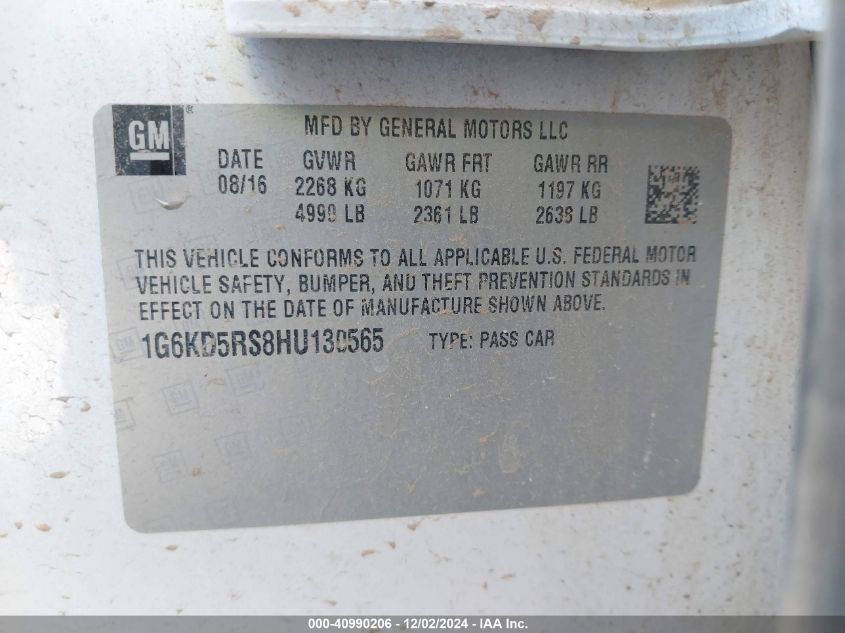 GM ®
MFD BY GENERAL MOTORS LLC
DATE GVWR GAWR FRT GAWR RR
08/16 2268 KG 1071 KG 1197 KG
4999 LB 2361 LB 2638 LB
THIS VEHICLE CONFORMS TO ALL APPLICABLE U.S. FEDERAL MOTOR
VEHICLE SAFETY, BUMPER, AND THEFT PREVENTION STANDARDS IN
EFFECT ON THE DATE OF MANUFACTURE SHOWN ABOVE.
1G6KD5RS8HU130565 TYPE: PASS CAR
000-40990206 - 12/02/2024 - IAA Inc.